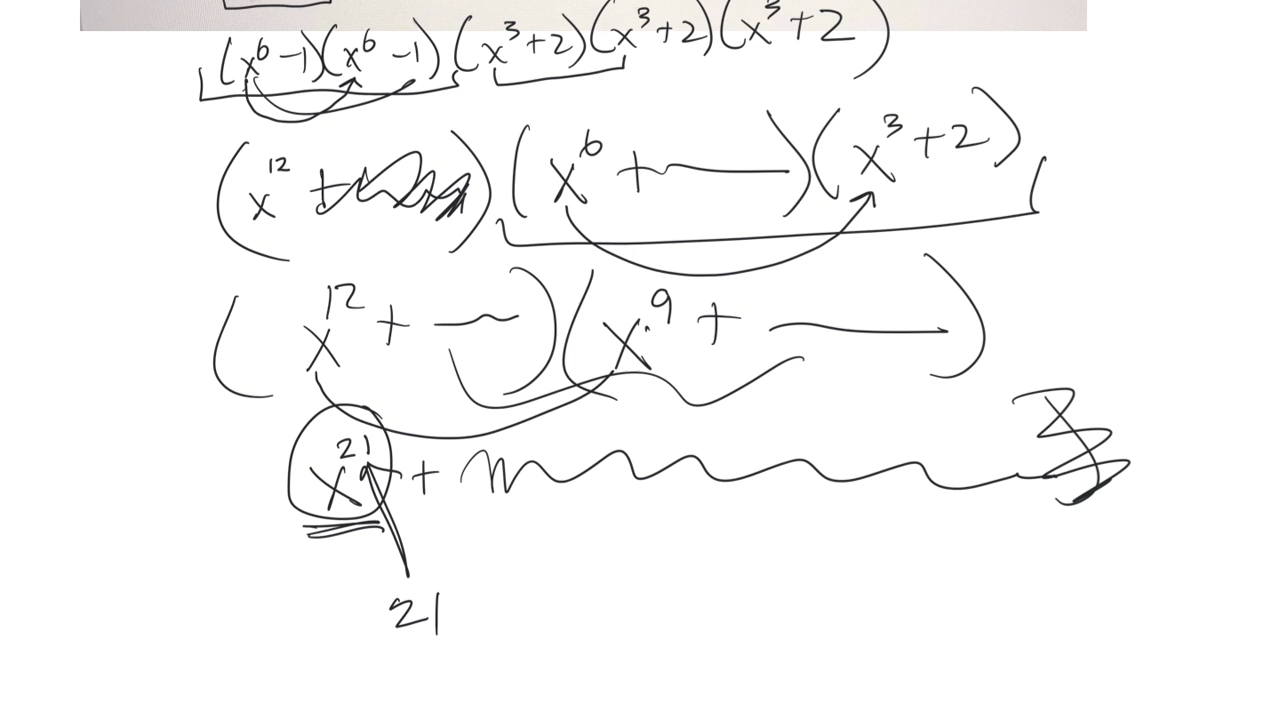 (x⁶ -1)(x⁶ -1)(x³+2)(x³+2)(x³+2)
(x¹² + )(x⁶ + )(x³ +2)
(x¹² + )(x⁹ + )
x²¹ +
21